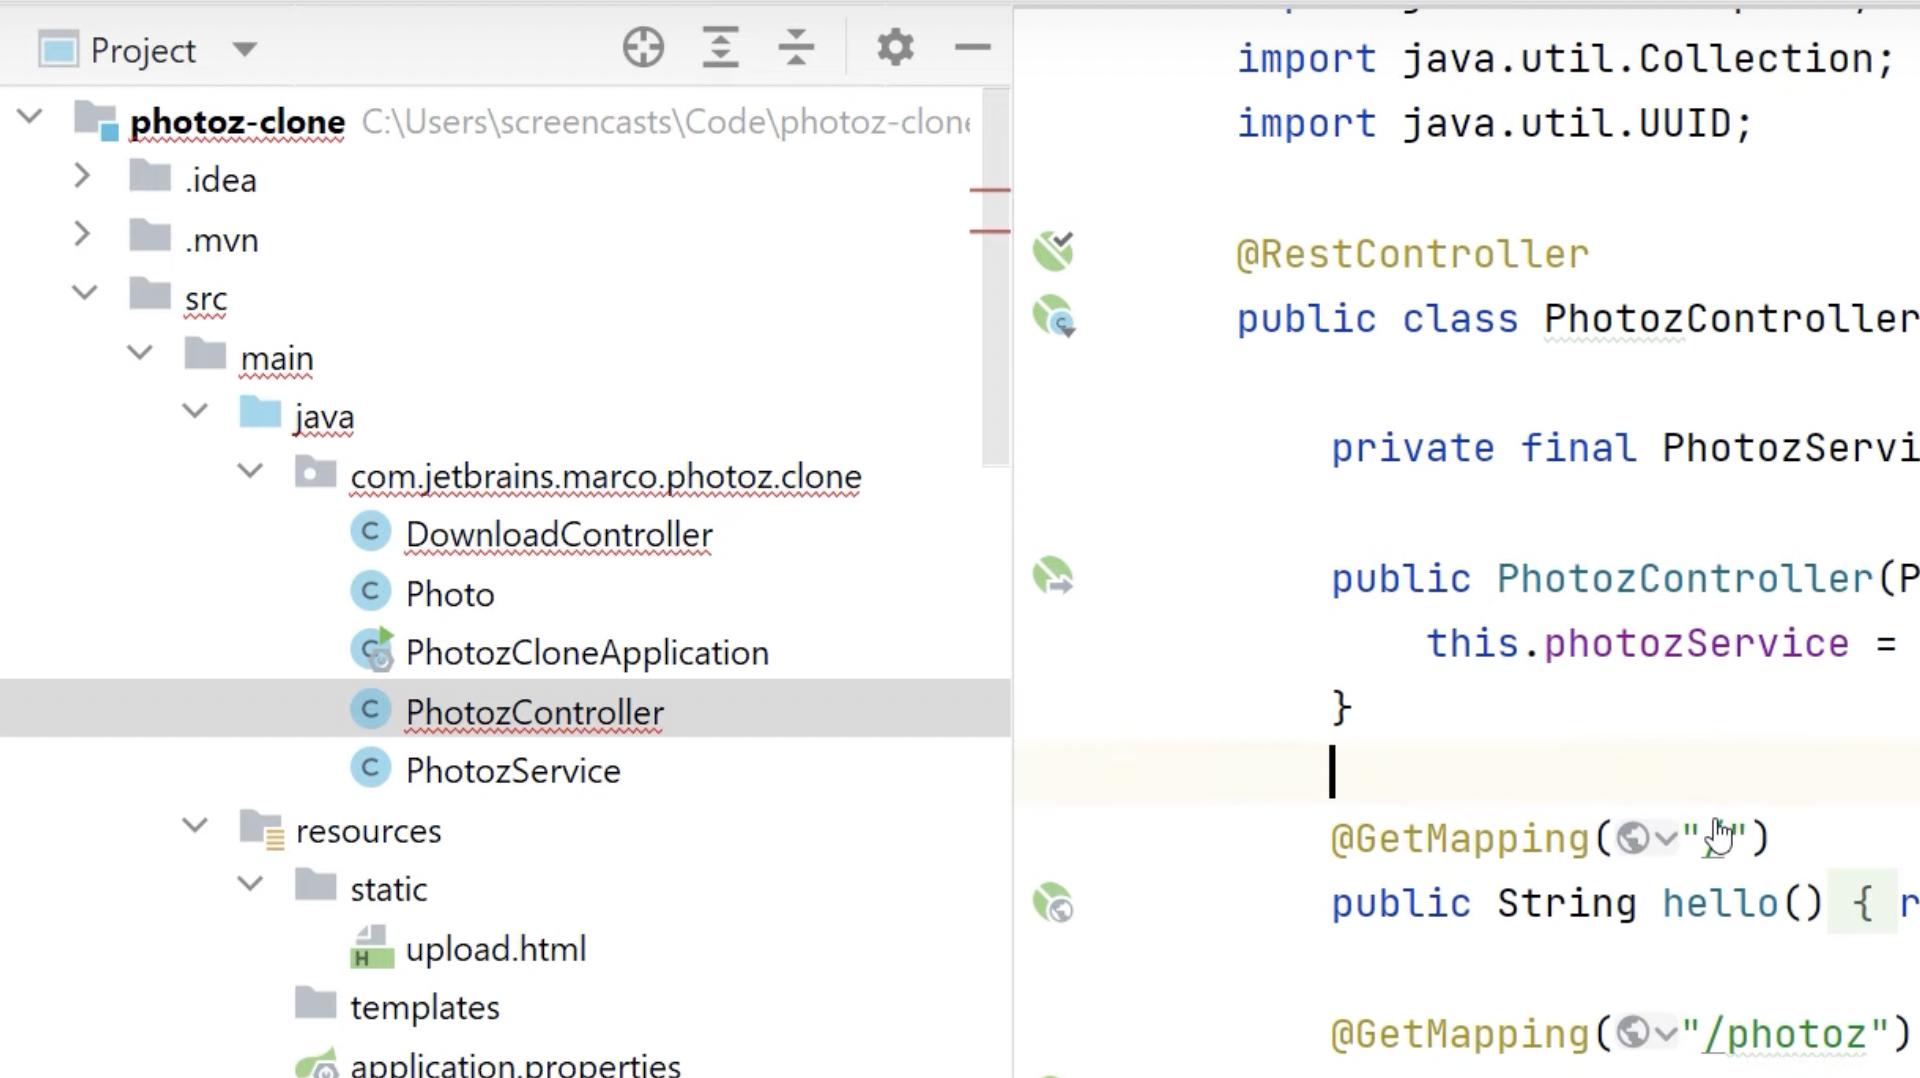 Project
photoz-clone C:\Users\screencasts\Code\photoz-clone
.idea
.mvn
src
main
java
com.jetbrains.marco.photoz.clone
DownloadController
Photo
PhotozCloneApplication
PhotozController
PhotozService
resources
static
upload.html
templates
application.properties
import java.util.Collection;
import java.util.UUID;
@RestController
public class PhotozController
private final PhotozServi
public PhotozController(P
this.photozService =
}
@GetMapping("/")
public String hello() { r
@GetMapping("/photoz")